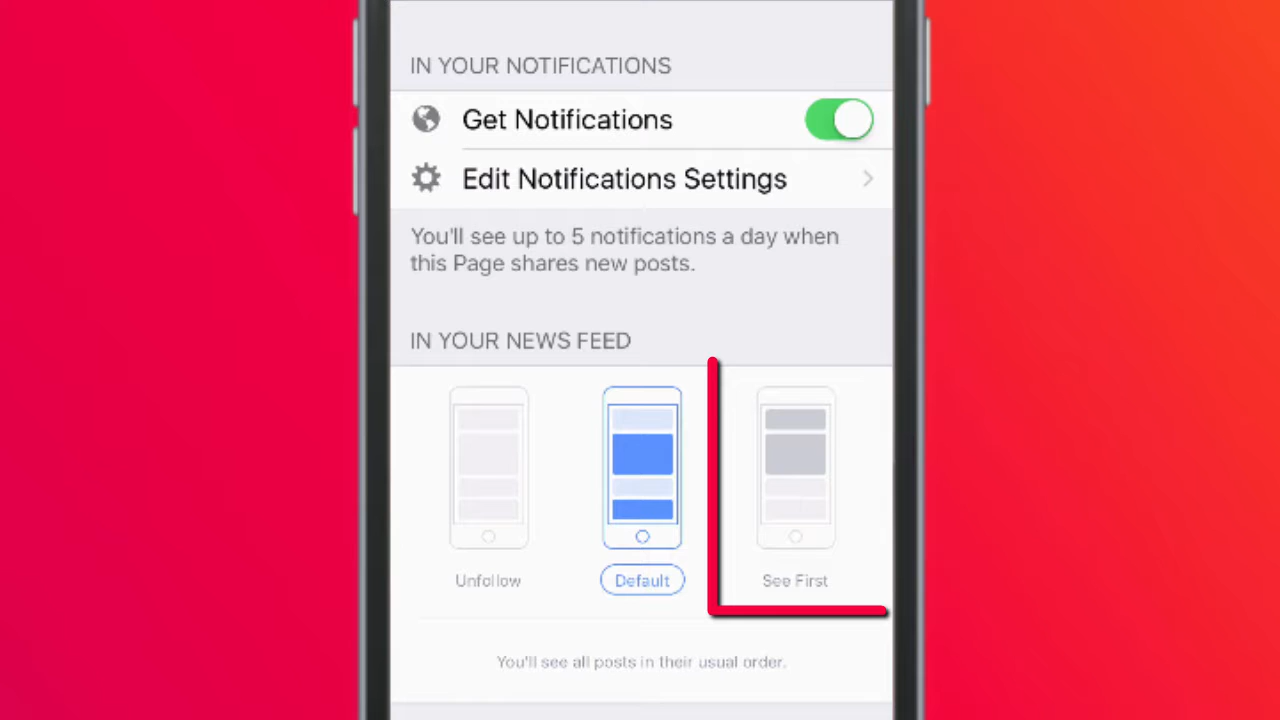 IN YOUR NOTIFICATIONS
Get Notifications
Edit Notifications Settings
You'll see up to 5 notifications a day when
this Page shares new posts.
IN YOUR NEWS FEED
Unfollow Default See First
You'll see all posts in their usual order.